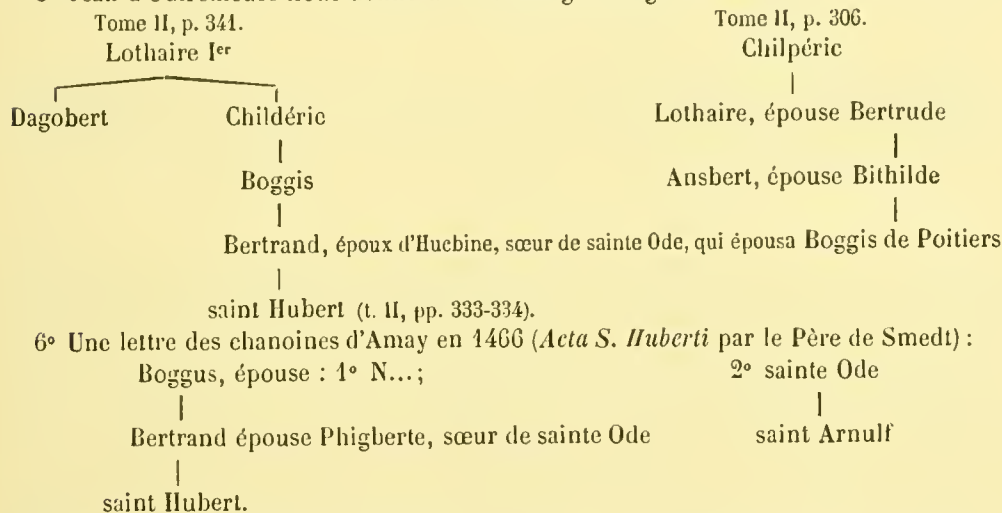 Tome II, p. 341. Tome II, p. 306.
Lothaire Ier Chilpéric
Dagobert Childéric Lothaire, épouse Bertrude
Boggis Ansbert, épouse Bithilde
Bertrand, époux d'Hucbine, sœur de sainte Ode, qui épousa Boggis de Poitiers
saint Hubert (t. II, pp. 333-334).
6º Une lettre des chanoines d'Amay en 1466 (Acta S. Huberti par le Père de Smedt) :
Boggus, épouse : 1º N...; 2º sainte Ode
Bertrand épouse Phigberte, sœur de sainte Ode saint Arnulf
saint Hubert.